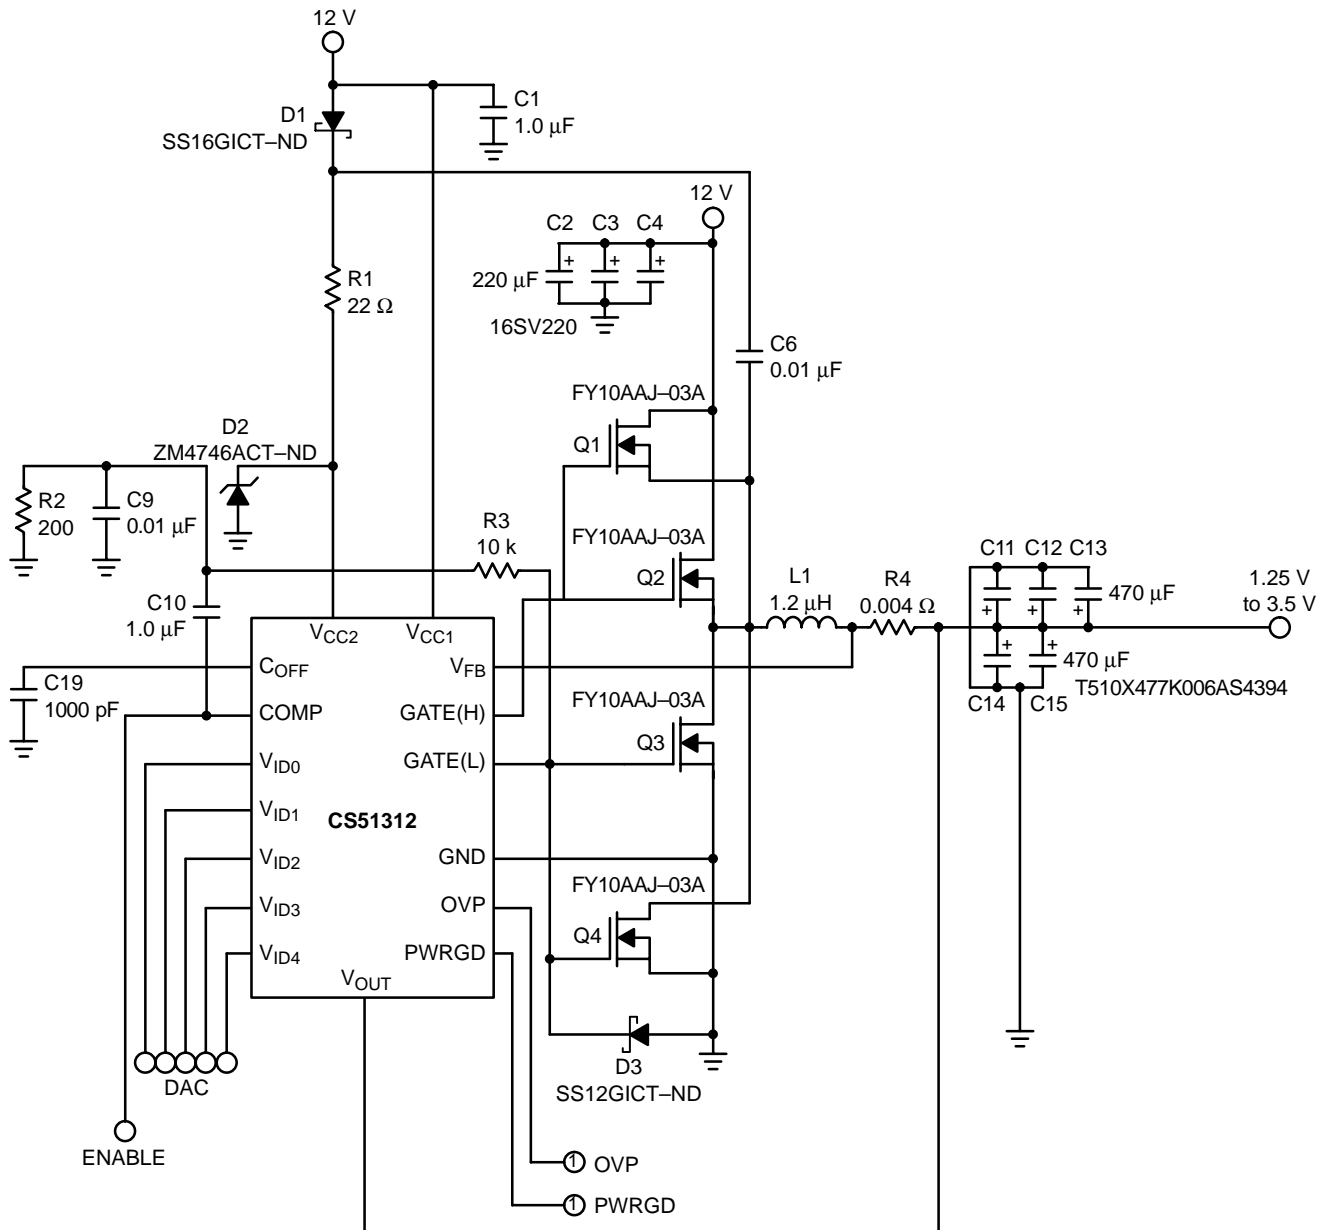 12 V
D1
SS16GICT–ND
C1
1.0 μF
12 V
C2 C3 C4
220 μF
16SV220
R1
22 Ω
C6
0.01 μF
FY10AAJ–03A
Q1
D2
ZM4746ACT–ND
R2
200
C9
0.01 μF
R3
10 k
FY10AAJ–03A
Q2
C10
1.0 μF
L1
1.2 μH
R4
0.004 Ω
C11 C12 C13
+ + +
470 μF
1.25 V
to 3.5 V
+ +
470 μF
T510X477K006AS4394
C14 C15
C19
1000 pF
VCC2 VCC1
COFF
COMP
VID0
VID1
VID2
VID3
VID4
CS51312
VFB
GATE(H)
GATE(L)
GND
OVP
PWRGD
VOUT
FY10AAJ–03A
Q3
FY10AAJ–03A
Q4
D3
SS12GICT–ND
DAC
ENABLE
1 OVP
1 PWRGD